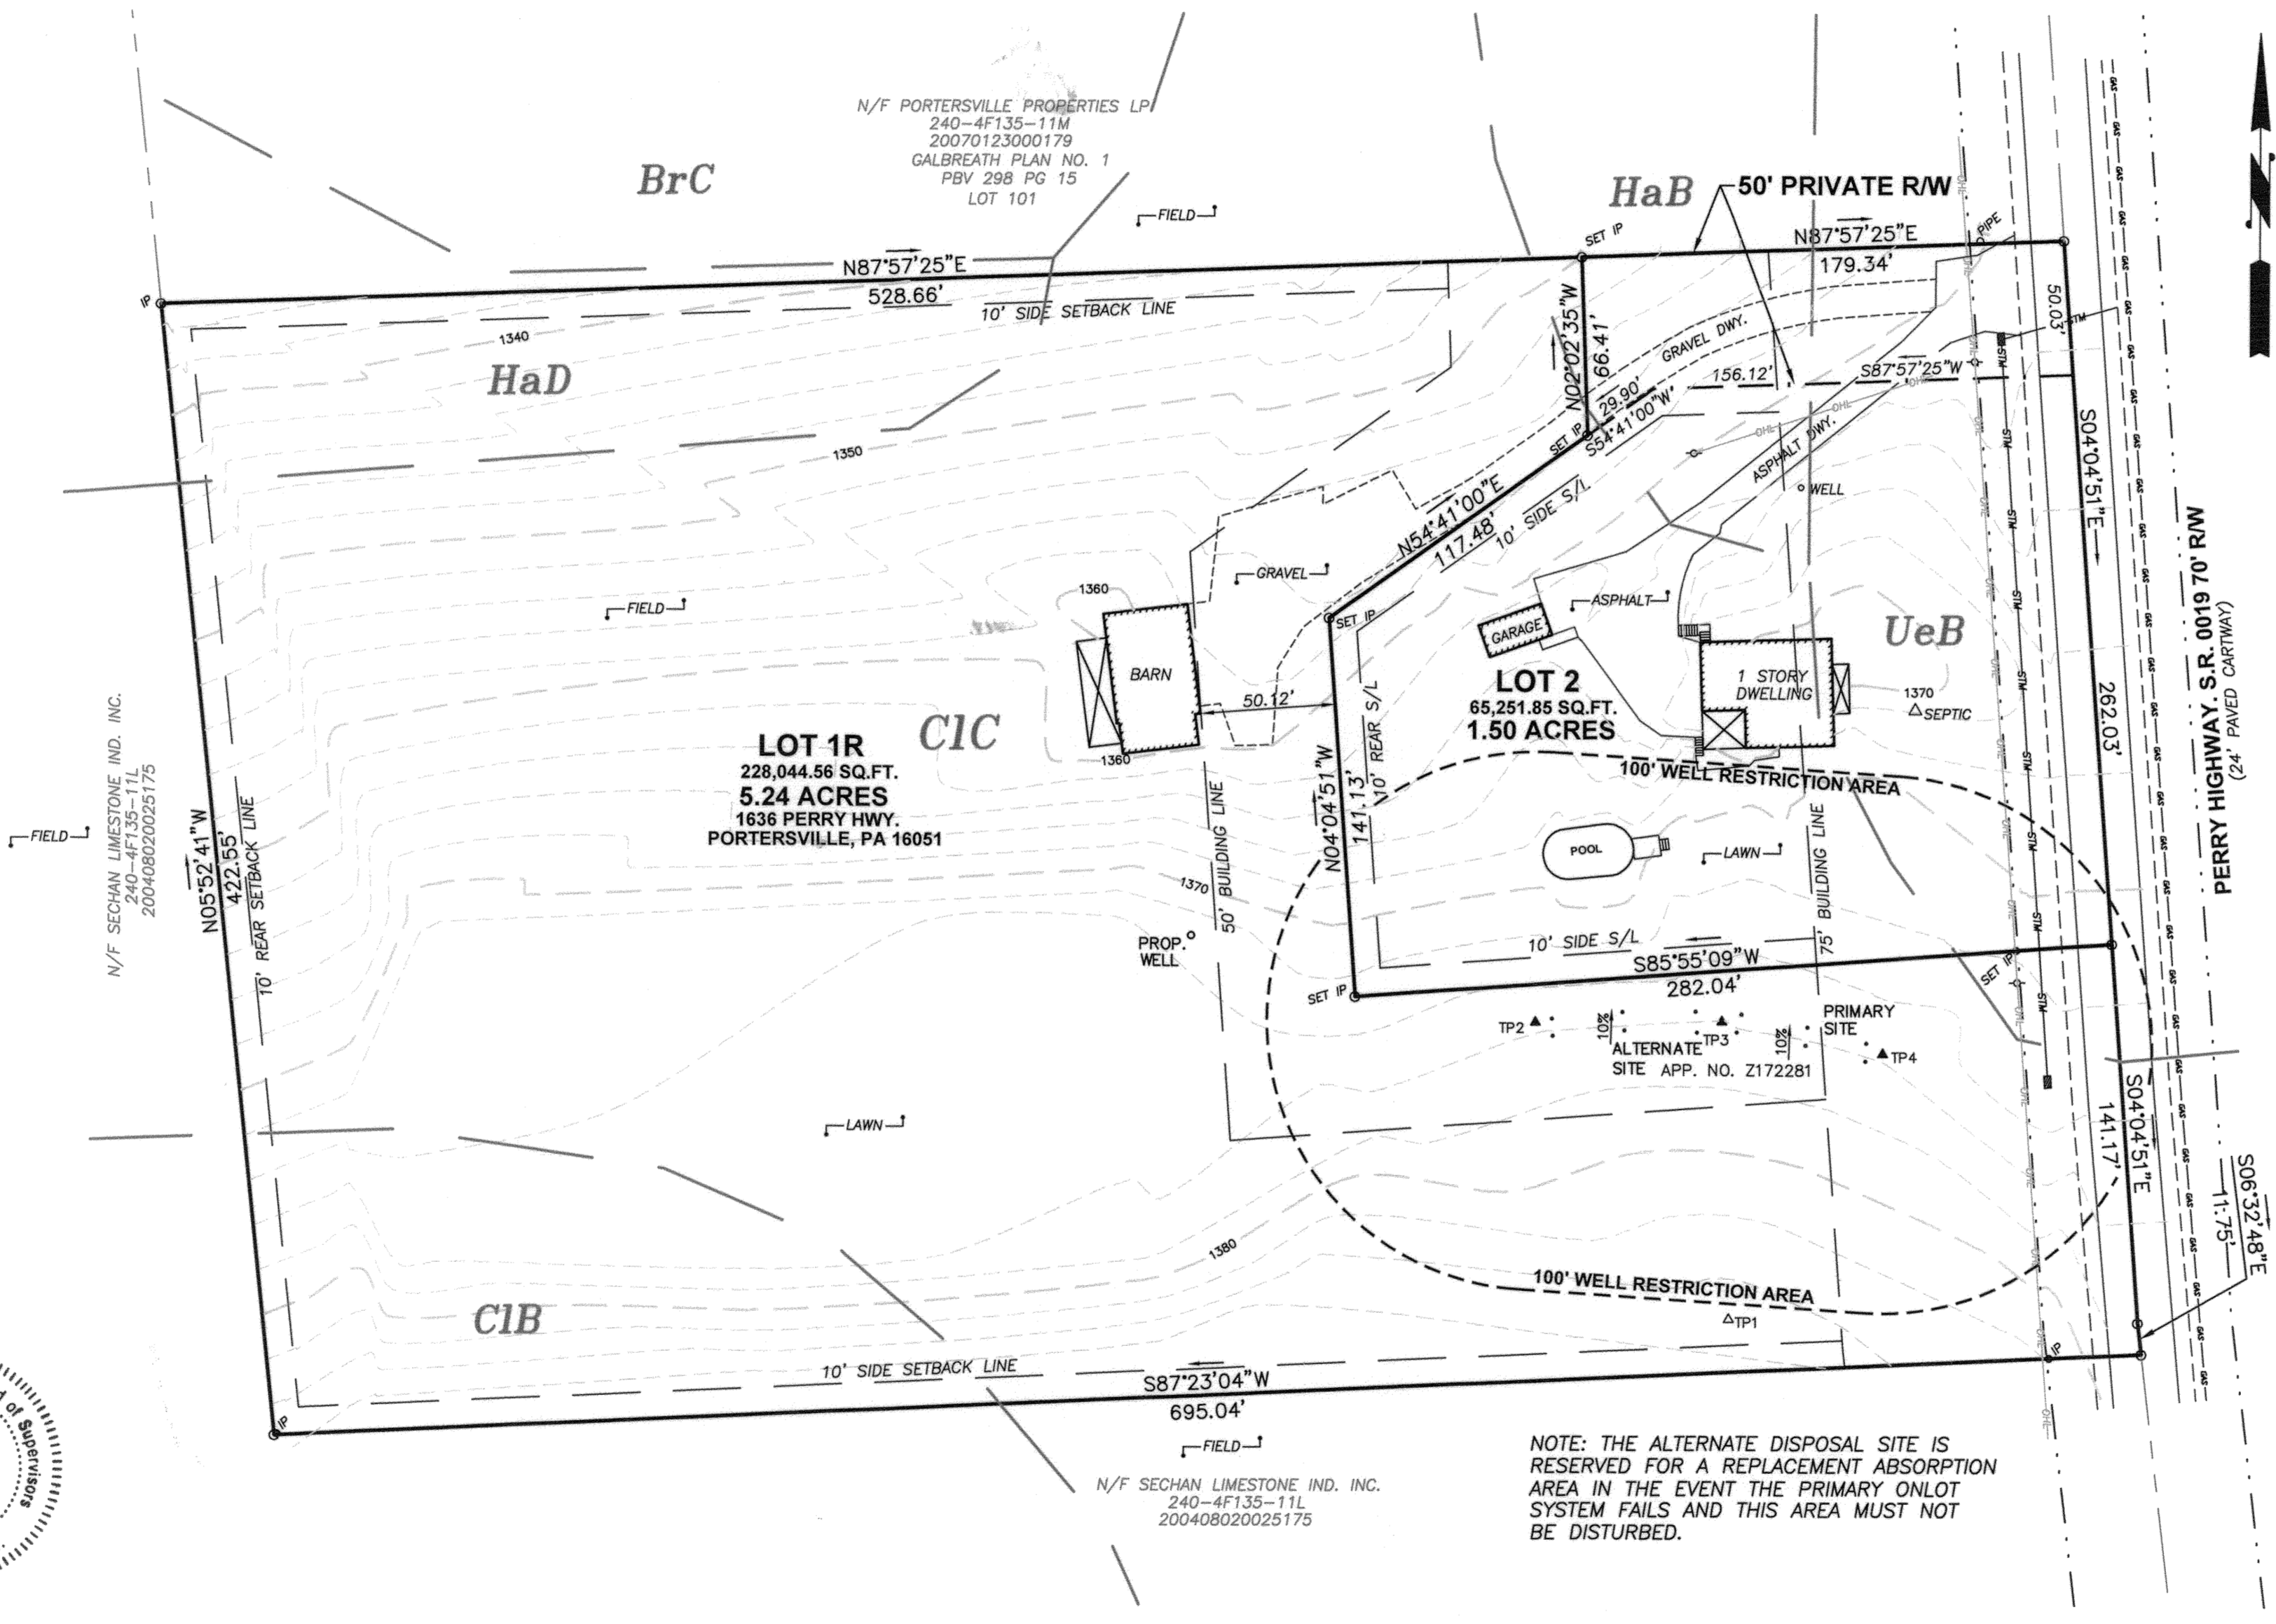 N/F PORTERSVILLE PROPERTIES LP
240-4F135-11M
20070123000179
GALBREATH PLAN NO. 1
PBV 298 PG 15
LOT 101
BrC
HaB
50' PRIVATE R/W
FIELD
SET IP
N87°57'25"E
179.34'
PIPE
N87°57'25"E
528.66'
10' SIDE SETBACK LINE
IP
1340
HaD
1350
N02°02'35"W
66.41'
GRAVEL DWY.
50.03'
STM
STM
OHL
156.12'
S87°57'25"W
29.90'
S54°41'00"W
SET IP
OHL
OHL
OHL
ASPHALT DWY.
WELL
N54°41'00"E
117.48'
10' SIDE S/L
S04°04'51"E
262.03'
GAS
STM
PERRY HIGHWAY. S.R. 0019 70' R/W
(24' PAVED CARTWAY)
GRAVEL
1360
FIELD
BARN
1360
50.12'
SET IP
GARAGE
ASPHALT
UeB
LOT 2
65,251.85 SQ.FT.
1.50 ACRES
1 STORY
DWELLING
1370
SEPTIC
10' REAR S/L
N04°04'51"W
141.13'
100' WELL RESTRICTION AREA
ClC
LOT 1R
228,044.56 SQ.FT.
5.24 ACRES
1636 PERRY HWY.
PORTERSVILLE, PA 16051
N/F SECHAN LIMESTONE IND. INC.
240-4F135-11L
200408020025175
FIELD
N05°52'41"W
422.55'
10' REAR SETBACK LINE
50' BUILDING LINE
1370
PROP.
WELL
POOL
LAWN
75' BUILDING LINE
10' SIDE S/L
S85°55'09"W
282.04'
SET IP
SET IP
TP2
10%
TP3
10%
PRIMARY
SITE
TP4
ALTERNATE
SITE APP. NO. Z172281
S04°04'51"E
141.17'
S06°32'48"E
11.75'
LAWN
1380
ClB
100' WELL RESTRICTION AREA
TP1
10' SIDE SETBACK LINE
S87°23'04"W
695.04'
IP
IP
FIELD
N/F SECHAN LIMESTONE IND. INC.
240-4F135-11L
200408020025175
NOTE: THE ALTERNATE DISPOSAL SITE IS
RESERVED FOR A REPLACEMENT ABSORPTION
AREA IN THE EVENT THE PRIMARY ONLOT
SYSTEM FAILS AND THIS AREA MUST NOT
BE DISTURBED.
of Supervisors
N